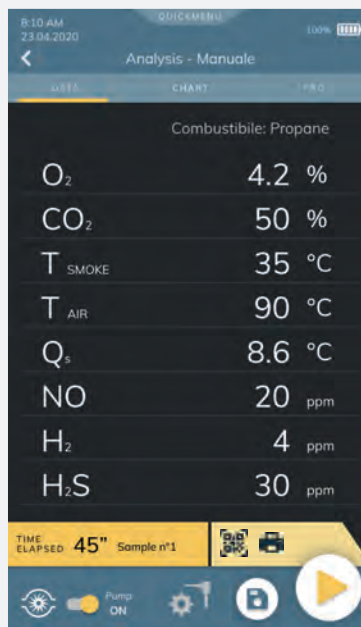 8:10 AM
QUICKMENU
100%
23.04.2020
Analysis - Manuale
DATA CHART PRO
Combustibile: Propane
O₂ 4.2 %
CO₂ 50 %
T SMOKE 35 °C
T AIR 90 °C
Qs 8.6 °C
NO 20 ppm
H₂ 4 ppm
H₂S 30 ppm
TIME ELAPSED 45" Sample n°1
Pump ON